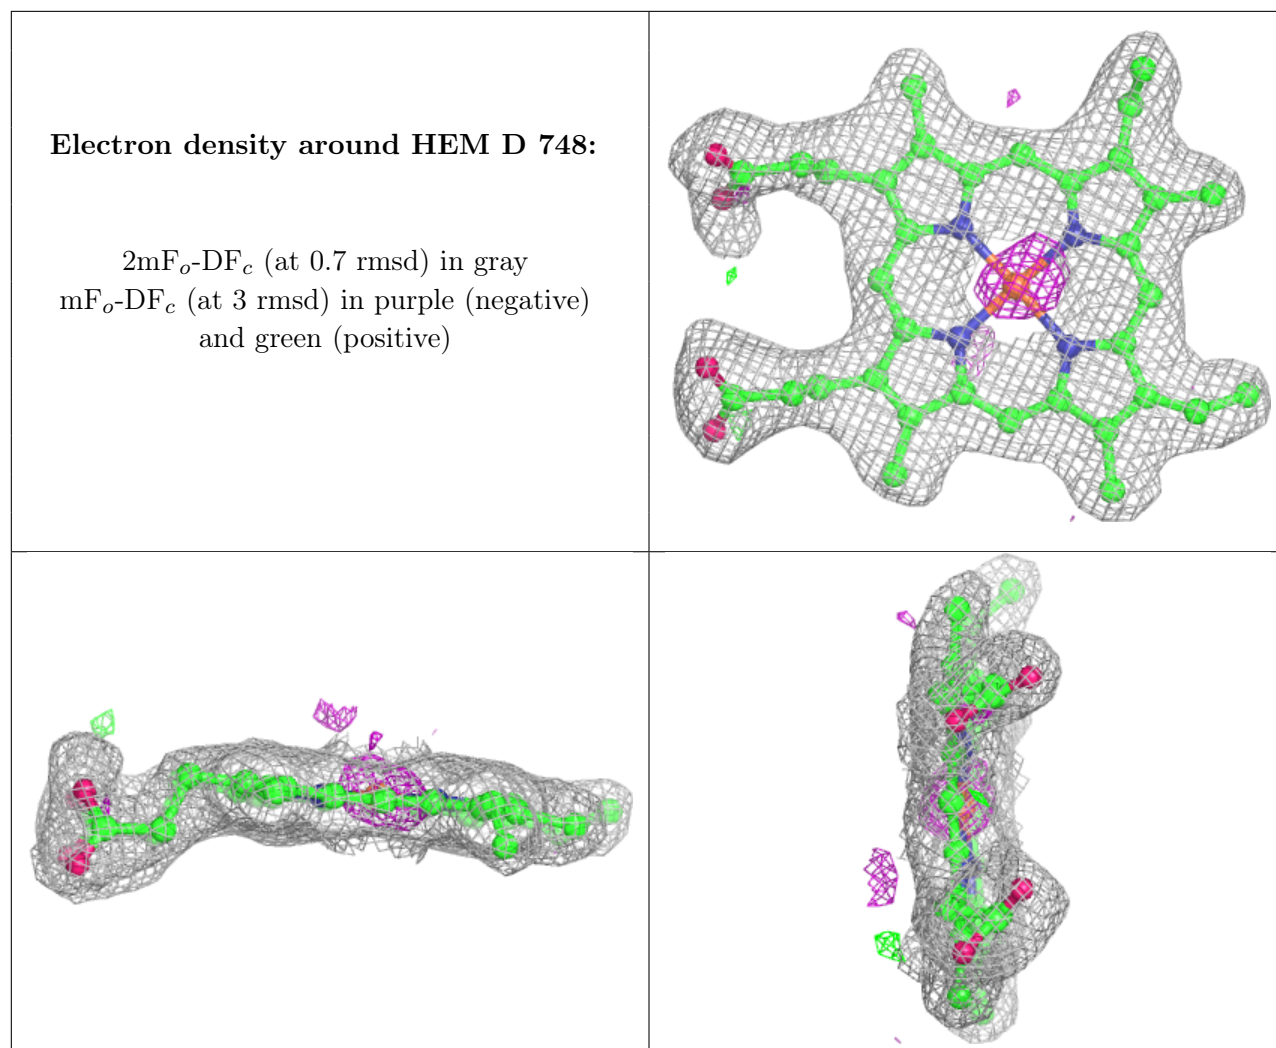 Electron density around HEM D 748:
2mFo-DFc (at 0.7 rmsd) in gray
mFo-DFc (at 3 rmsd) in purple (negative)
and green (positive)